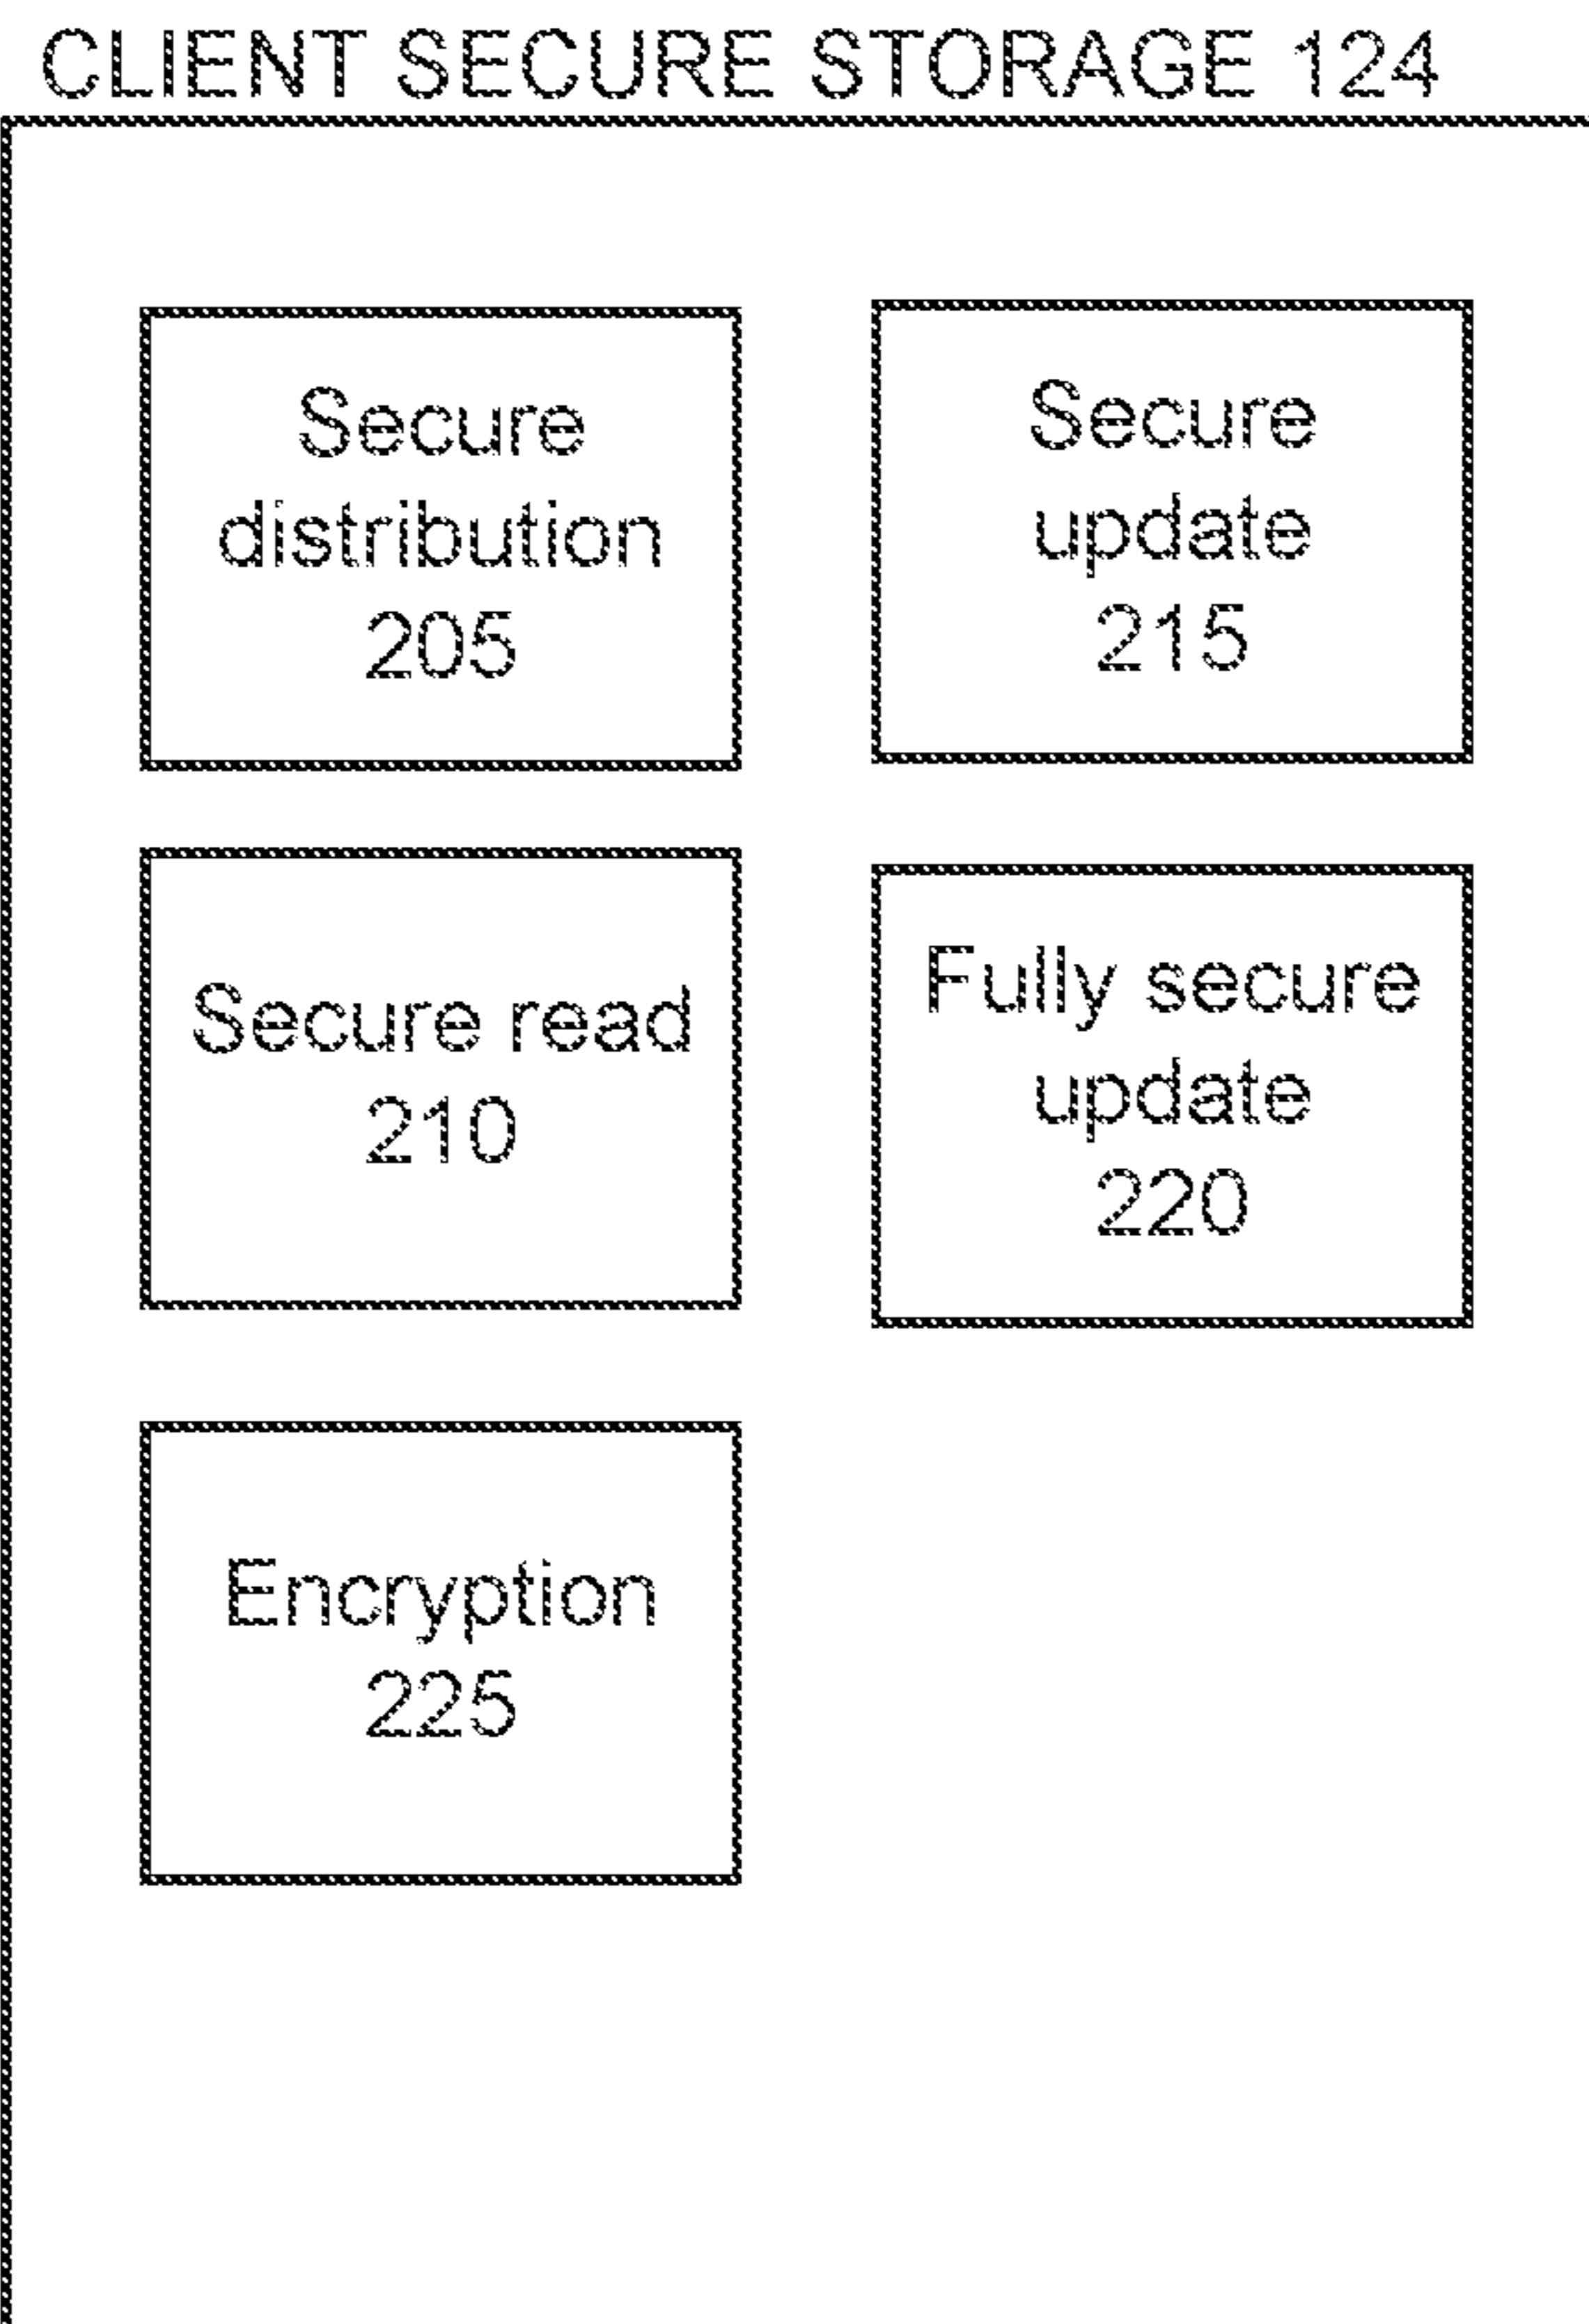 CLIENT SECURE STORAGE 124
Secure
distribution
205
Secure
update
215
Secure read
210
Fully secure
update
220
Encryption
225